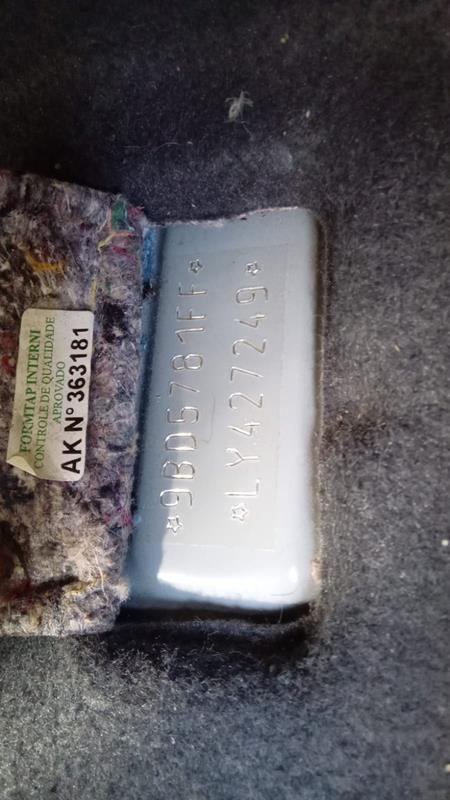 FORMTAP INTERNI
CONTROLE DE QUALIDADE
APROVADO
AK Nº 363181
☆9BD5781FF☆
☆LY427249☆